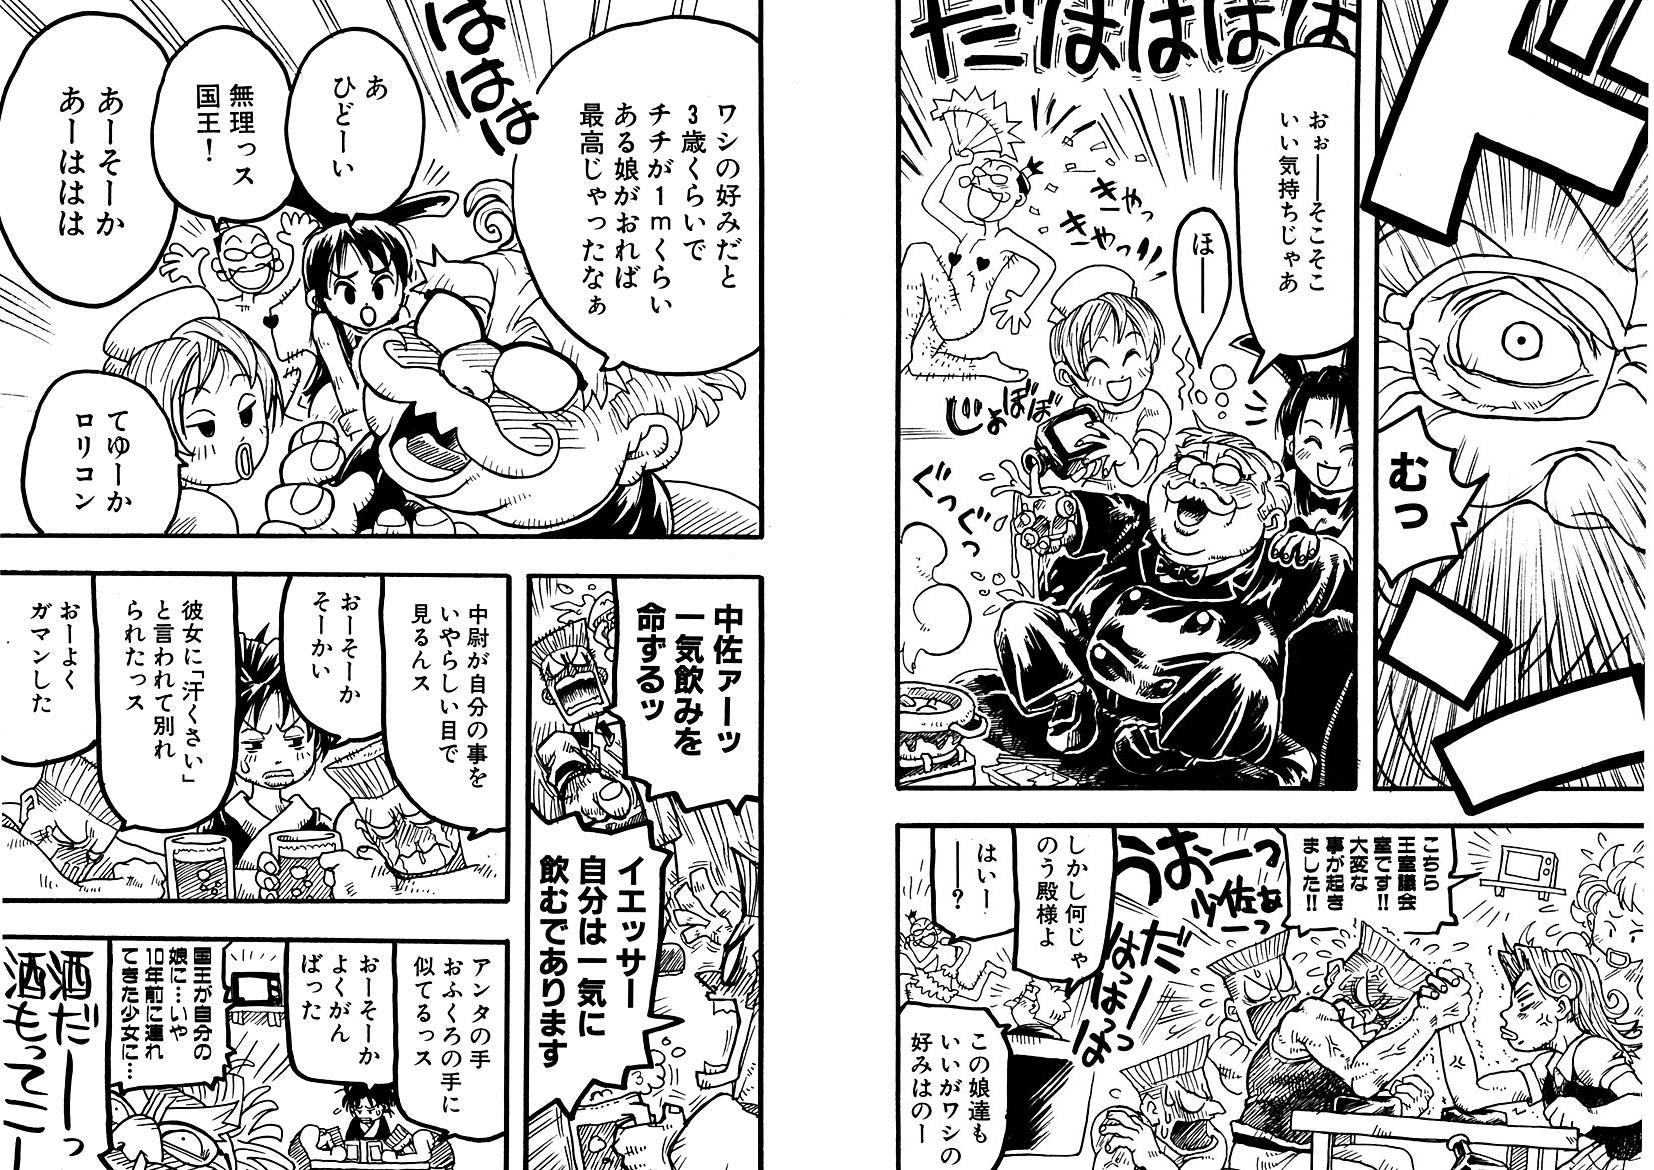 ド
むっ
だはははは
おぉーーそこそこ
いい気持ちじゃあ
ほーー
きゃっ
きゃっ!!
じょぼぼぼ
ぐっぐっ
こちら
王室議会
室です!!
大変な
事が起き
ました!!
うおーっ
少佐ぁーっ
だーはっはっはっ
しかし何じゃ
のう殿様よ
はいー
ー?
この娘達も
いいがワシの
好みはのー
ワシの好みだと
3歳くらいで
チチが1mくらい
ある娘がおれば
最高じゃったなぁ
ははは
あ
ひどーい
無理っス
国王!
あーそーか
あーははは
てゆーか
ロリコン
中佐ァーッ
一気飲みを
命ずるッ
イエッサー
自分は一気に
飲むであります
中尉が自分の事を
いやらしい目で
見るんス
おーそーか
そーかい
彼女に「汗くさい」
と言われて別れ
られたっス
おーよく
ガマンした
アンタの手
おふくろの手に
似てるっス
おーそーか
よくがん
ばった
国王が自分の
娘に…いや
10年前に連れ
てきた少女に…
酒だーーっ
酒もってこー